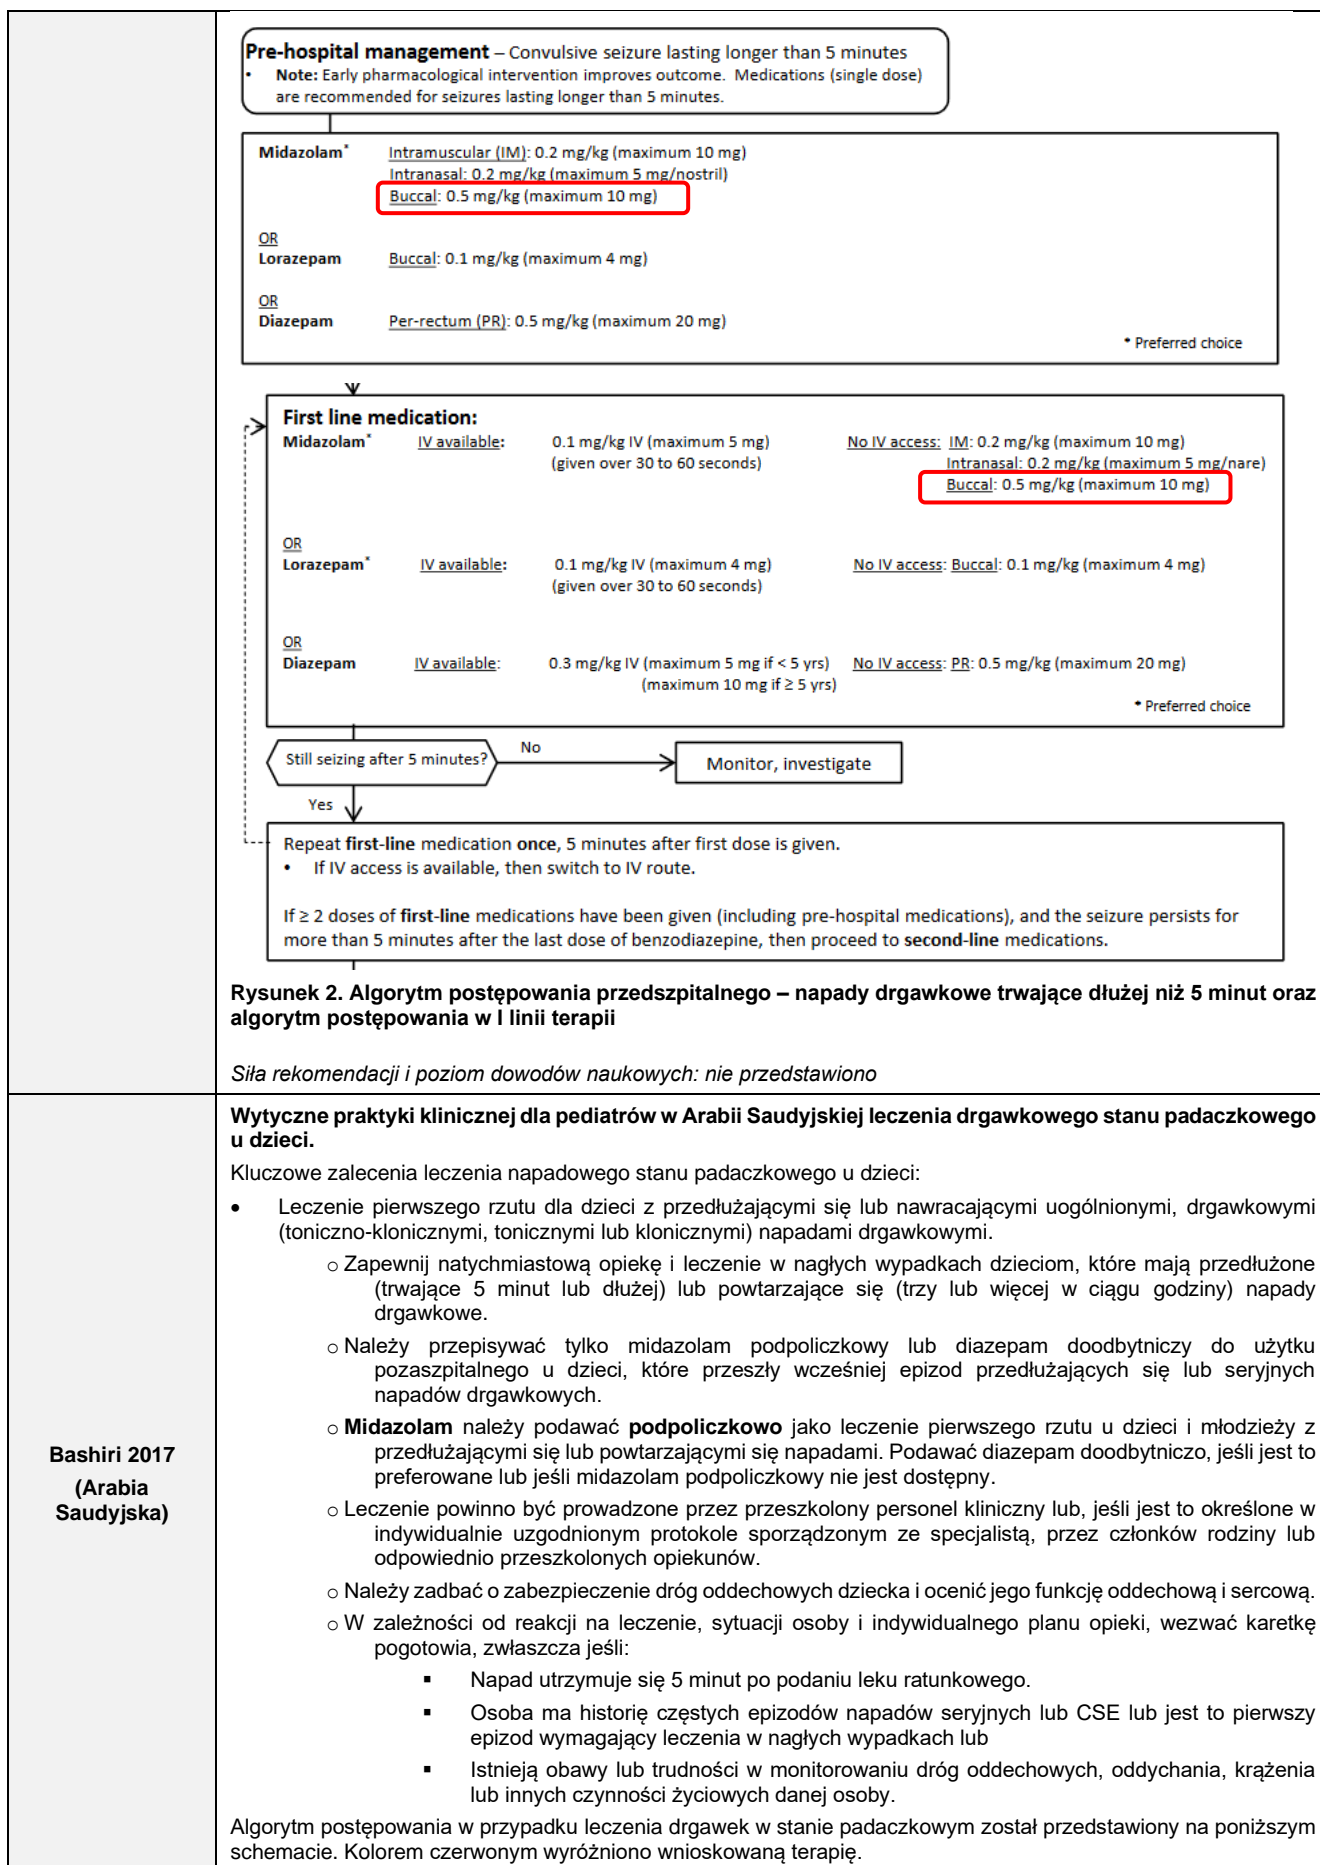 Pre-hospital management – Convulsive seizure lasting longer than 5 minutes
• Note: Early pharmacological intervention improves outcome. Medications (single dose)
are recommended for seizures lasting longer than 5 minutes.
Midazolam* Intramuscular (IM): 0.2 mg/kg (maximum 10 mg)
Intranasal: 0.2 mg/kg (maximum 5 mg/nostril)
Buccal: 0.5 mg/kg (maximum 10 mg)
OR
Lorazepam Buccal: 0.1 mg/kg (maximum 4 mg)
OR
Diazepam Per-rectum (PR): 0.5 mg/kg (maximum 20 mg)
* Preferred choice
First line medication:
Midazolam* IV available: 0.1 mg/kg IV (maximum 5 mg) No IV access: IM: 0.2 mg/kg (maximum 10 mg)
(given over 30 to 60 seconds) Intranasal: 0.2 mg/kg (maximum 5 mg/nare)
Buccal: 0.5 mg/kg (maximum 10 mg)
OR
Lorazepam* IV available: 0.1 mg/kg IV (maximum 4 mg) No IV access: Buccal: 0.1 mg/kg (maximum 4 mg)
(given over 30 to 60 seconds)
OR
Diazepam IV available: 0.3 mg/kg IV (maximum 5 mg if < 5 yrs) No IV access: PR: 0.5 mg/kg (maximum 20 mg)
(maximum 10 mg if ≥ 5 yrs)
* Preferred choice
Still seizing after 5 minutes? No Monitor, investigate
Yes
Repeat first-line medication once, 5 minutes after first dose is given.
• If IV access is available, then switch to IV route.
If ≥ 2 doses of first-line medications have been given (including pre-hospital medications), and the seizure persists for
more than 5 minutes after the last dose of benzodiazepine, then proceed to second-line medications.
Rysunek 2. Algorytm postępowania przedszpitalnego – napady drgawkowe trwające dłużej niż 5 minut oraz
algorytm postępowania w I linii terapii
Siła rekomendacji i poziom dowodów naukowych: nie przedstawiono
Bashiri 2017
(Arabia
Saudyjska)
Wytyczne praktyki klinicznej dla pediatrów w Arabii Saudyjskiej leczenia drgawkowego stanu padaczkowego
u dzieci.
Kluczowe zalecenia leczenia napadowego stanu padaczkowego u dzieci:
• Leczenie pierwszego rzutu dla dzieci z przedłużającymi się lub nawracającymi uogólnionymi, drgawkowymi
(toniczno-klonicznymi, tonicznymi lub klonicznymi) napadami drgawkowymi.
o Zapewnij natychmiastową opiekę i leczenie w nagłych wypadkach dzieciom, które mają przedłużone
(trwające 5 minut lub dłużej) lub powtarzające się (trzy lub więcej w ciągu godziny) napady
drgawkowe.
o Należy przepisywać tylko midazolam podpoliczkowy lub diazepam doodbytniczy do użytku
pozaszpitalnego u dzieci, które przeszły wcześniej epizod przedłużających się lub seryjnych
napadów drgawkowych.
o Midazolam należy podawać podpoliczkowo jako leczenie pierwszego rzutu u dzieci i młodzieży z
przedłużającymi się lub powtarzającymi się napadami. Podawać diazepam doodbytniczo, jeśli jest to
preferowane lub jeśli midazolam podpoliczkowy nie jest dostępny.
o Leczenie powinno być prowadzone przez przeszkolony personel kliniczny lub, jeśli jest to określone w
indywidualnie uzgodnionym protokole sporządzonym ze specjalistą, przez członków rodziny lub
odpowiednio przeszkolonych opiekunów.
o Należy zadbać o zabezpieczenie dróg oddechowych dziecka i ocenić jego funkcję oddechową i sercową.
o W zależności od reakcji na leczenie, sytuacji osoby i indywidualnego planu opieki, wezwać karetkę
pogotowia, zwłaszcza jeśli:
▪ Napad utrzymuje się 5 minut po podaniu leku ratunkowego.
▪ Osoba ma historię częstych epizodów napadów seryjnych lub CSE lub jest to pierwszy
epizod wymagający leczenia w nagłych wypadkach lub
▪ Istnieją obawy lub trudności w monitorowaniu dróg oddechowych, oddychania, krążenia
lub innych czynności życiowych danej osoby.
Algorytm postępowania w przypadku leczenia drgawek w stanie padaczkowym został przedstawiony na poniższym
schemacie. Kolorem czerwonym wyróżniono wnioskowaną terapię.